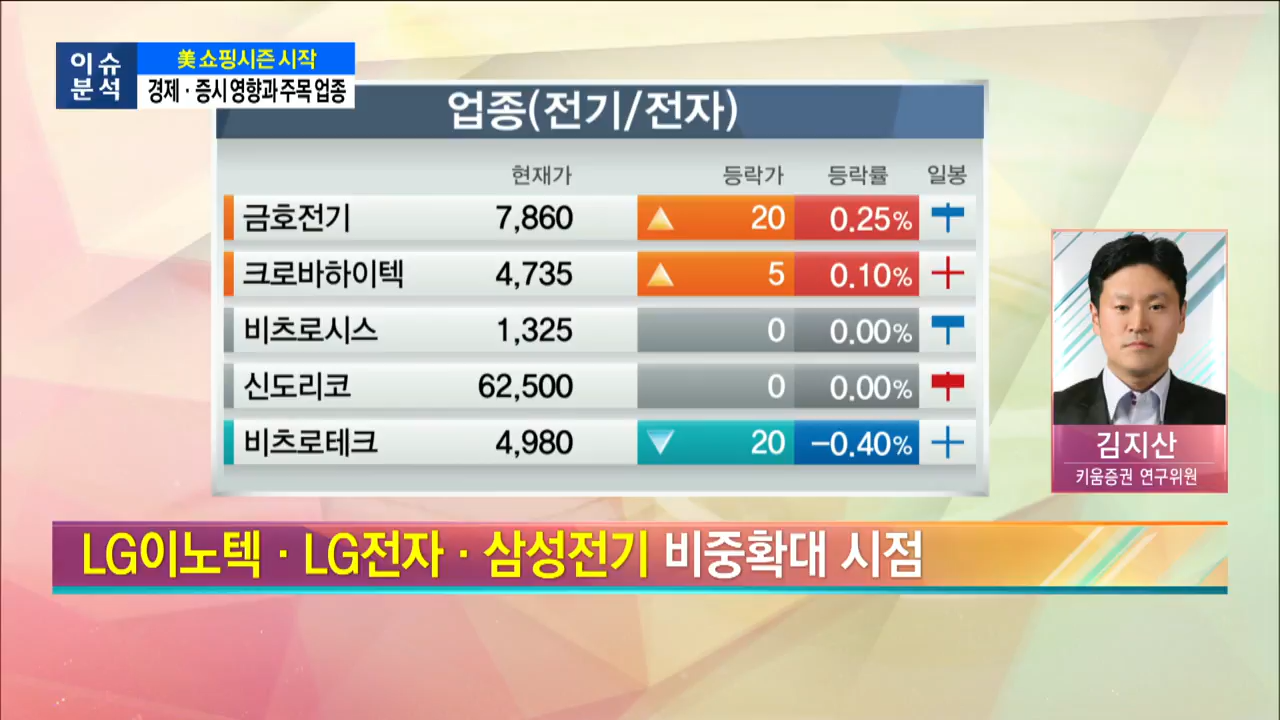 이슈
분석
美 쇼핑시즌 시작
경제·증시 영향과 주목 업종
업종(전기/전자)
현재가 등락가 등락률 일봉
금호전기 7,860 ▲ 20 0.25%
크로바하이텍 4,735 ▲ 5 0.10%
비츠로시스 1,325 0 0.00%
신도리코 62,500 0 0.00%
비츠로테크 4,980 ▼ 20 -0.40%
김지산
키움증권 연구위원
LG이노텍·LG전자·삼성전기 비중확대 시점